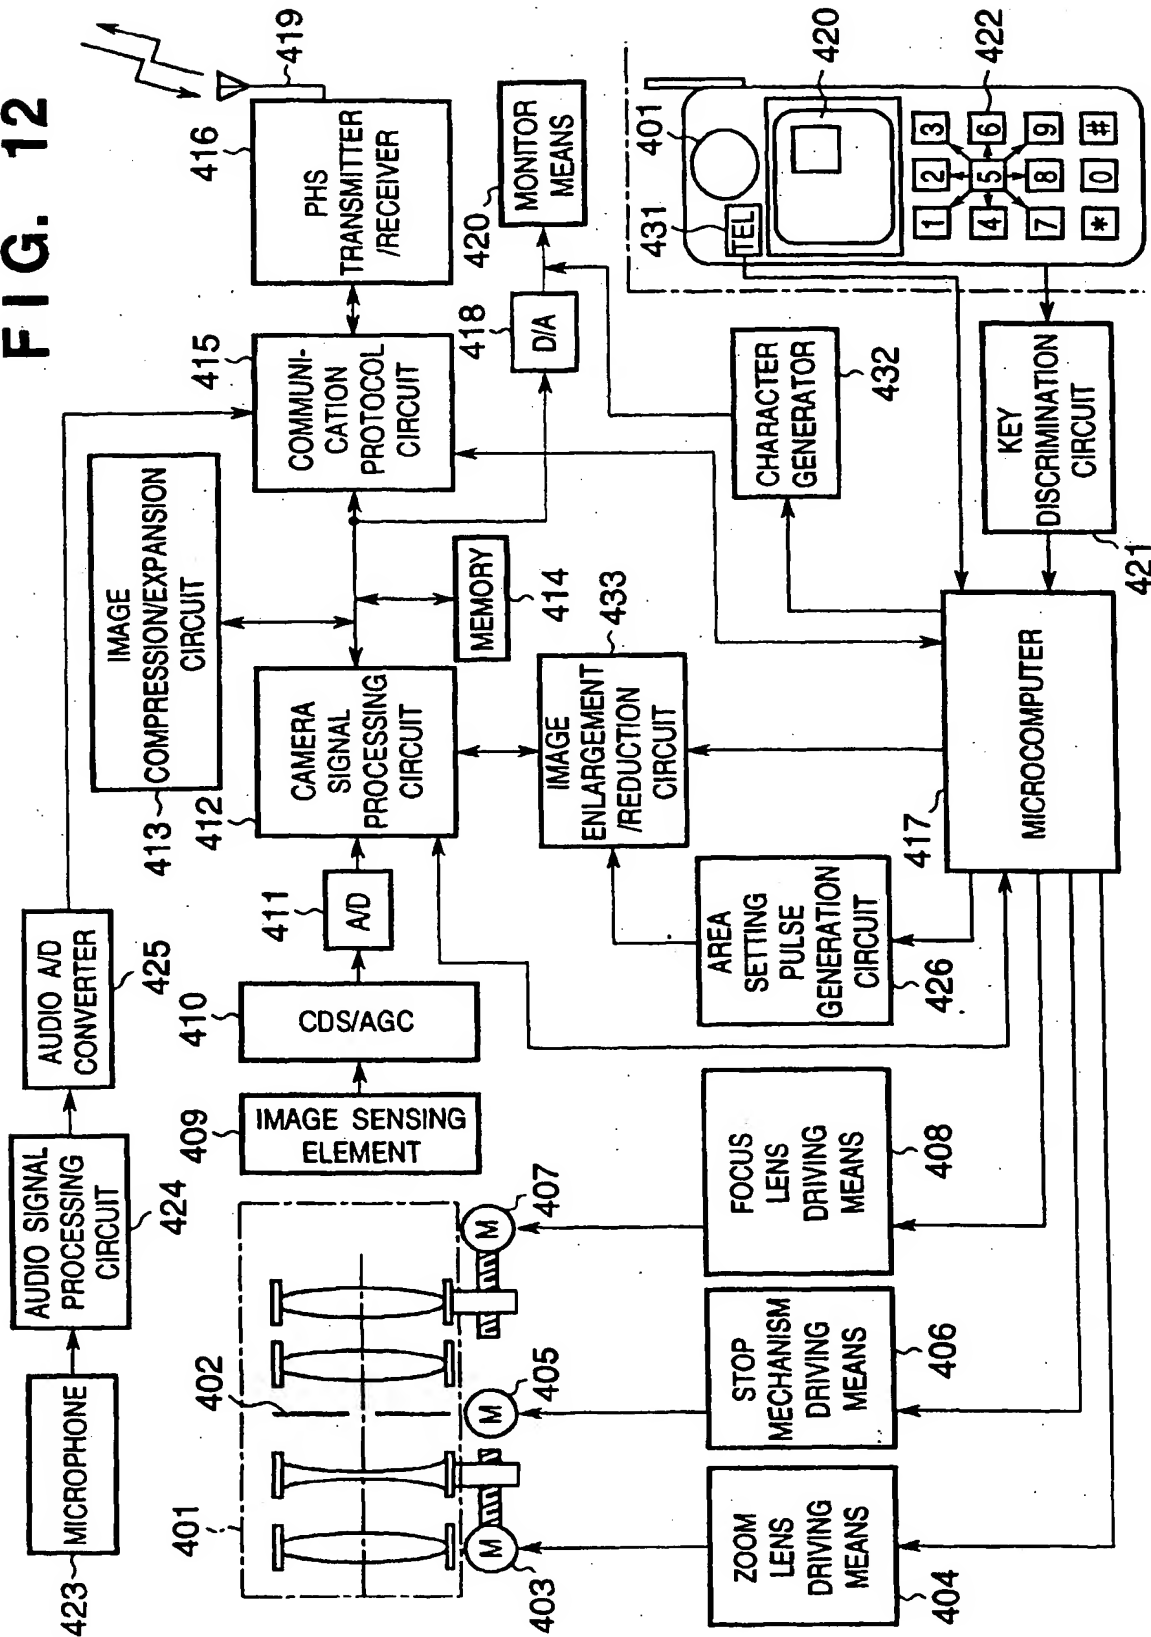 FIG. 12
423
MICROPHONE
AUDIO SIGNAL
PROCESSING
CIRCUIT
424
AUDIO A/D
CONVERTER
425
413
IMAGE
COMPRESSION/EXPANSION
CIRCUIT
415
COMMUNI-
CATION
PROTOCOL
CIRCUIT
416
PHS
TRANSMITTER
/RECEIVER
419
401
402
403
M
405
M
407
M
409
IMAGE SENSING
ELEMENT
410
CDS/AGC
411
A/D
412
CAMERA
SIGNAL
PROCESSING
CIRCUIT
MEMORY
414
418
D/A
420
MONITOR
MEANS
433
IMAGE
ENLARGEMENT
/REDUCTION
CIRCUIT
AREA
SETTING
PULSE
GENERATION
CIRCUIT
426
ZOOM
LENS
DRIVING
MEANS
404
STOP
MECHANISM
DRIVING
MEANS
406
FOCUS
LENS
DRIVING
MEANS
408
417
MICROCOMPUTER
CHARACTER
GENERATOR
432
KEY
DISCRIMINATION
CIRCUIT
421
431
TEL
401
420
422
1 2 3
4 5 6
7 8 9
* 0 #